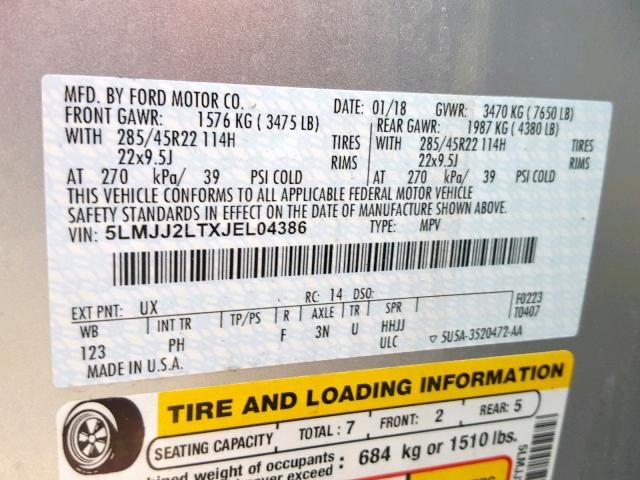 MFD. BY FORD MOTOR CO.
DATE: 01/18 GVWR: 3470 KG (7650 LB)
FRONT GAWR: 1576 KG (3475 LB)
REAR GAWR: 1987 KG (4380 LB)
WITH 285/45R22 114H TIRES
WITH 285/45R22 114H TIRES
22x9.5J RIMS
22x9.5J RIMS
AT 270 kPa/ 39 PSI COLD
AT 270 kPa/ 39 PSI COLD
THIS VEHICLE CONFORMS TO ALL APPLICABLE FEDERAL MOTOR VEHICLE
SAFETY STANDARDS IN EFFECT ON THE DATE OF MANUFACTURE SHOWN ABOVE.
VIN: 5LMJJ2LTXJEL04386 TYPE: MPV
EXT PNT: UX RC: 14 DSO: F0223
WB INT TR TP/PS R AXLE TR SPR T0407
123 PH F 3N U HHJJ
MADE IN U.S.A. ULC ▽ 5U5A-3520472-AA
TIRE AND LOADING INFORMATION
SEATING CAPACITY TOTAL: 7 FRONT: 2 REAR: 5
weight of occupants : 684 kg or 1510 lbs.
never exceed
5LMJJ